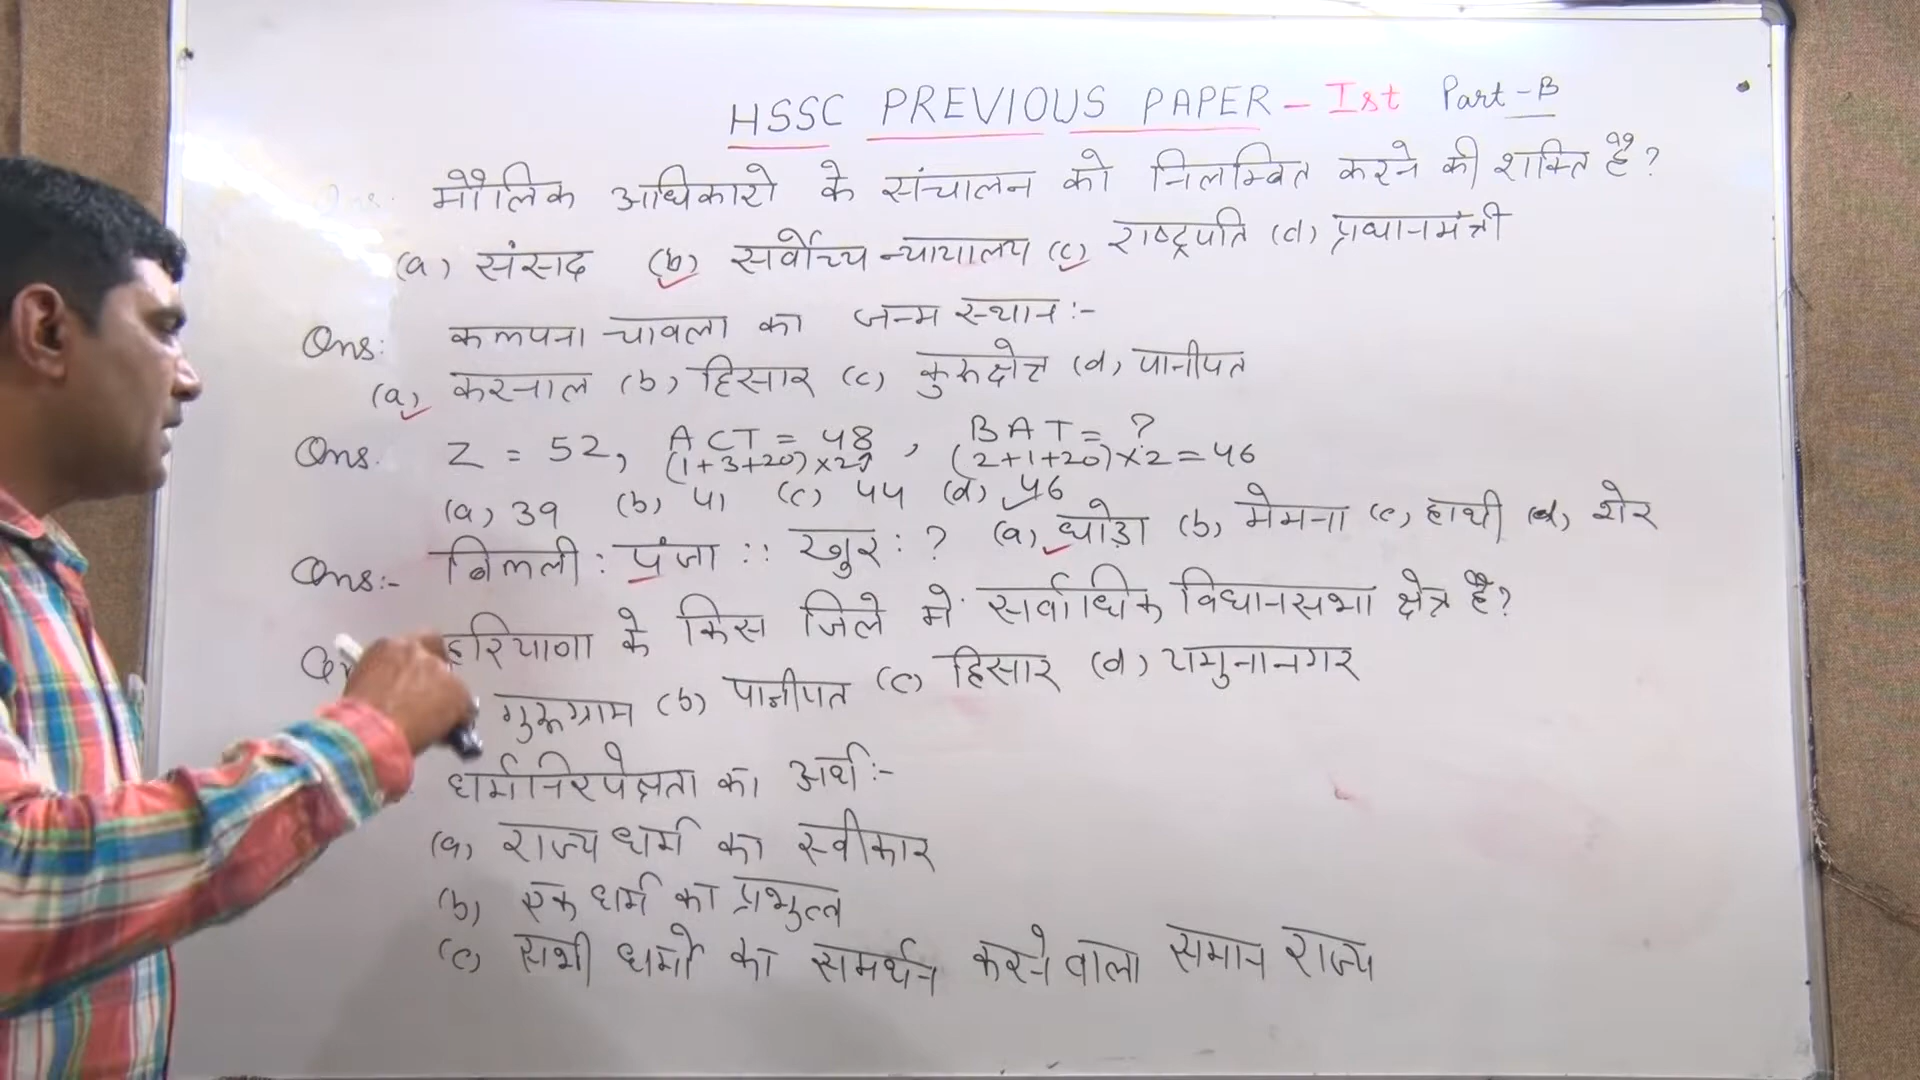 HSSC PREVIOUS PAPER - Ist Part-B
मौलिक अधिकारो के संचालन को निलम्बित करने की शक्ति है ?
(a) संसद (b) सर्वोच्य न्यायालय (c) राष्ट्रपति (d) प्रधानमंत्री
Ons: कल्पना चावला का जन्म स्थान :-
(a) करनाल (b) हिसार (c) कुरुक्षेत्र (d) पानीपत
Ons. Z = 52, ACT = 48, BAT = ?
(1+3+20)×2 (2+1+20)×2=46
(a) 39 (b) 41 (c) 44 (d) 46
Ons:- बिल्ली : पंजा :: खुर : ? (a) घोड़ा (b) मेमना (c) हाथी (d) शेर
हरियाणा के किस जिले में सर्वाधिक विधानसभा क्षेत्र है?
गुरुग्राम (b) पानीपत (c) हिसार (d) यमुनानगर
धर्मनिरपेक्षता का अर्थ :-
(a) राज्य धर्म का स्वीकार
(b) एक धर्म का प्रभुत्व
(c) सभी धर्मो का समर्थन करने वाला समान राज्य